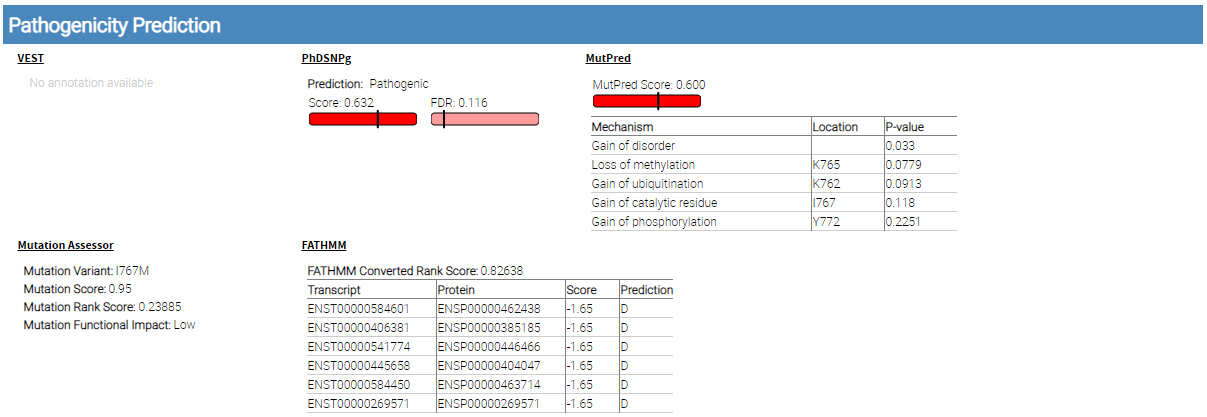 Pathogenicity Prediction
VEST
No annotation available
PhDSNPg
Prediction: Pathogenic
Score: 0.632 FDR: 0.116
MutPred
MutPred Score: 0.600
Mechanism Location P-value
Gain of disorder 0.033
Loss of methylation K765 0.0779
Gain of ubiquitination K762 0.0913
Gain of catalytic residue I767 0.118
Gain of phosphorylation Y772 0.2251
Mutation Assessor
Mutation Variant: I767M
Mutation Score: 0.95
Mutation Rank Score: 0.23885
Mutation Functional Impact: Low
FATHMM
FATHMM Converted Rank Score: 0.82638
Transcript Protein Score Prediction
ENST00000584601 ENSP00000462438 -1.65 D
ENST00000406381 ENSP00000385185 -1.65 D
ENST00000541774 ENSP00000446466 -1.65 D
ENST00000445658 ENSP00000404047 -1.65 D
ENST00000584450 ENSP00000463714 -1.65 D
ENST00000269571 ENSP00000269571 -1.65 D